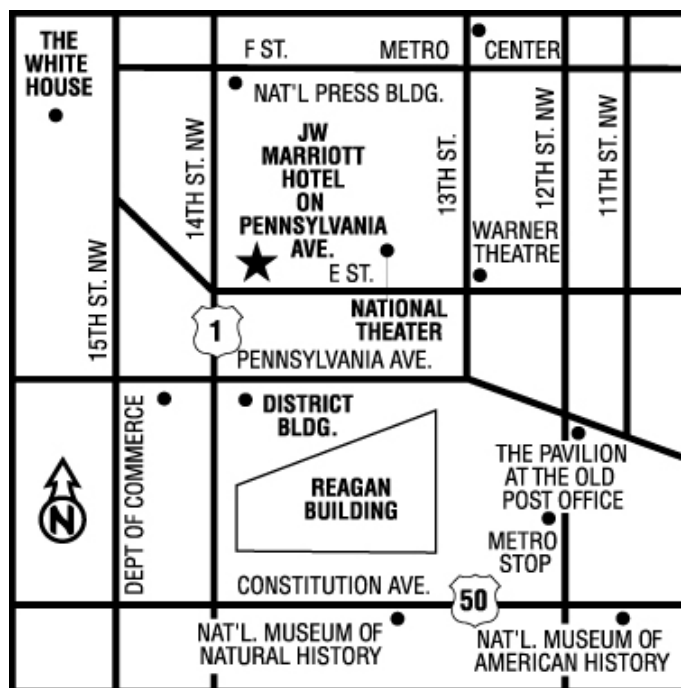 THE
WHITE
HOUSE
F ST.
METRO
CENTER
NAT'L PRESS BLDG.
JW
MARRIOTT
HOTEL
ON
PENNSYLVANIA
AVE.
14TH ST. NW
13TH ST.
12TH ST. NW
11TH ST. NW
WARNER
THEATRE
E ST.
15TH ST. NW
1
NATIONAL
THEATER
PENNSYLVANIA AVE.
DEPT OF COMMERCE
DISTRICT
BLDG.
REAGAN
BUILDING
THE PAVILION
AT THE OLD
POST OFFICE
METRO
STOP
N
CONSTITUTION AVE.
50
NAT'L. MUSEUM OF
NATURAL HISTORY
NAT'L. MUSEUM OF
AMERICAN HISTORY